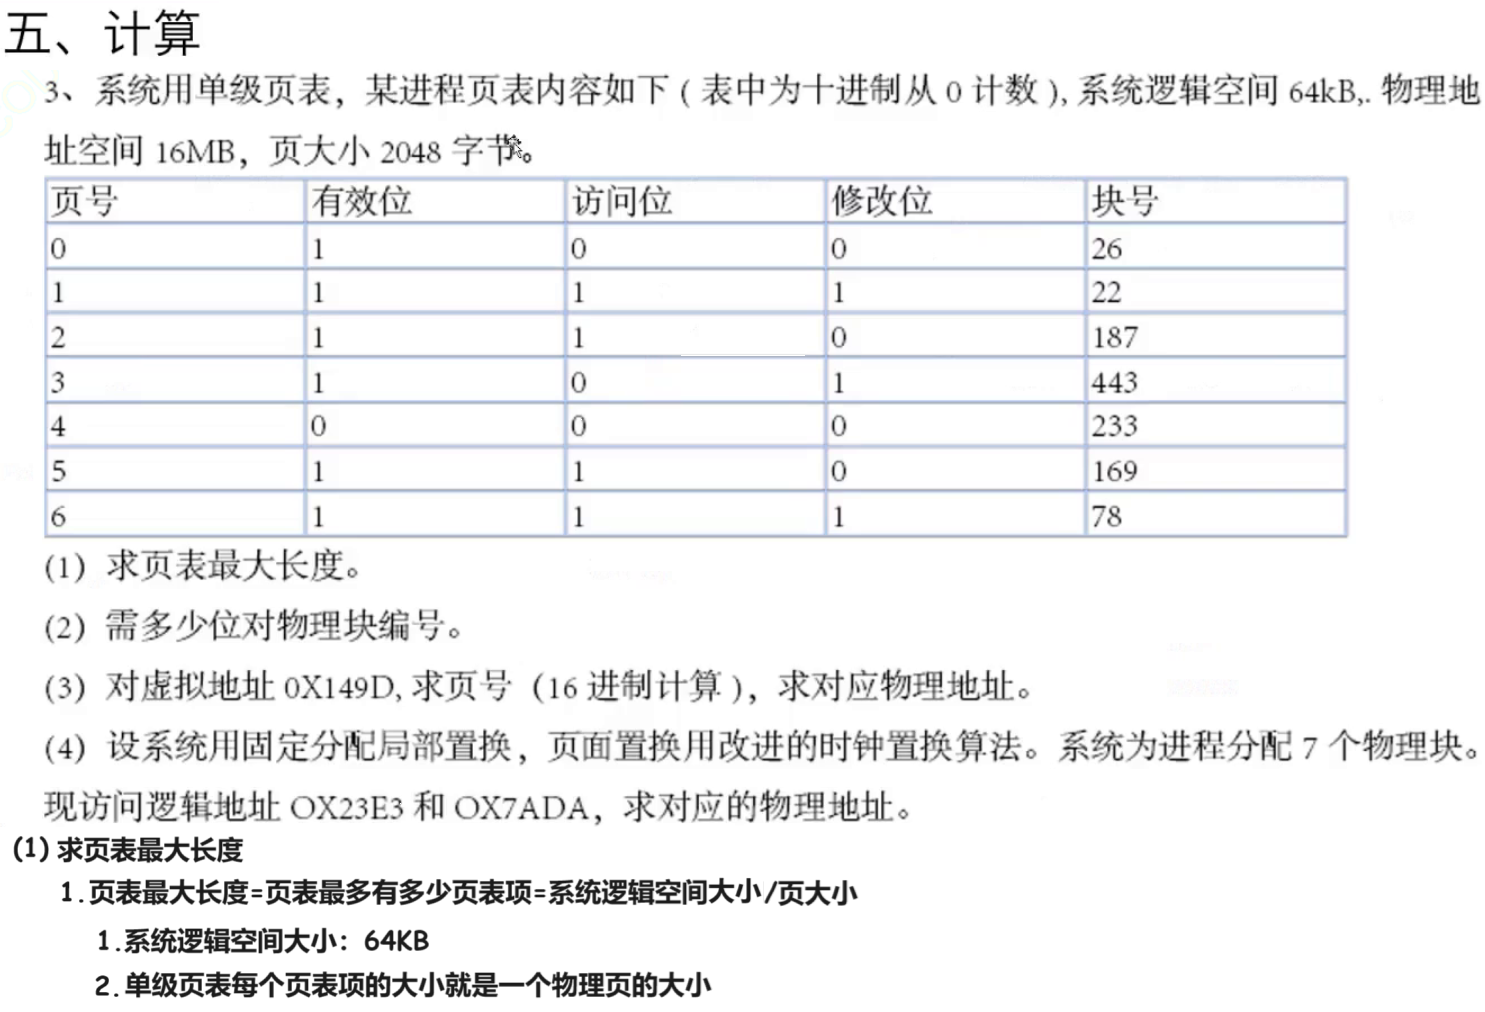 五、计算
3、系统用单级页表，某进程页表内容如下（表中为十进制从 0 计数），系统逻辑空间 64kB,. 物理地
址空间 16MB，页大小 2048 字节。
页号 有效位 访问位 修改位 块号
0 1 0 0 26
1 1 1 1 22
2 1 1 0 187
3 1 0 1 443
4 0 0 0 233
5 1 1 0 169
6 1 1 1 78
(1) 求页表最大长度。
(2) 需多少位对物理块编号。
(3) 对虚拟地址 0X149D, 求页号（16 进制计算），求对应物理地址。
(4) 设系统用固定分配局部置换，页面置换用改进的时钟置换算法。系统为进程分配 7 个物理块。
现访问逻辑地址 OX23E3 和 OX7ADA，求对应的物理地址。
(1) 求页表最大长度
1.页表最大长度=页表最多有多少页表项=系统逻辑空间大小/页大小
1.系统逻辑空间大小：64KB
2.单级页表每个页表项的大小就是一个物理页的大小